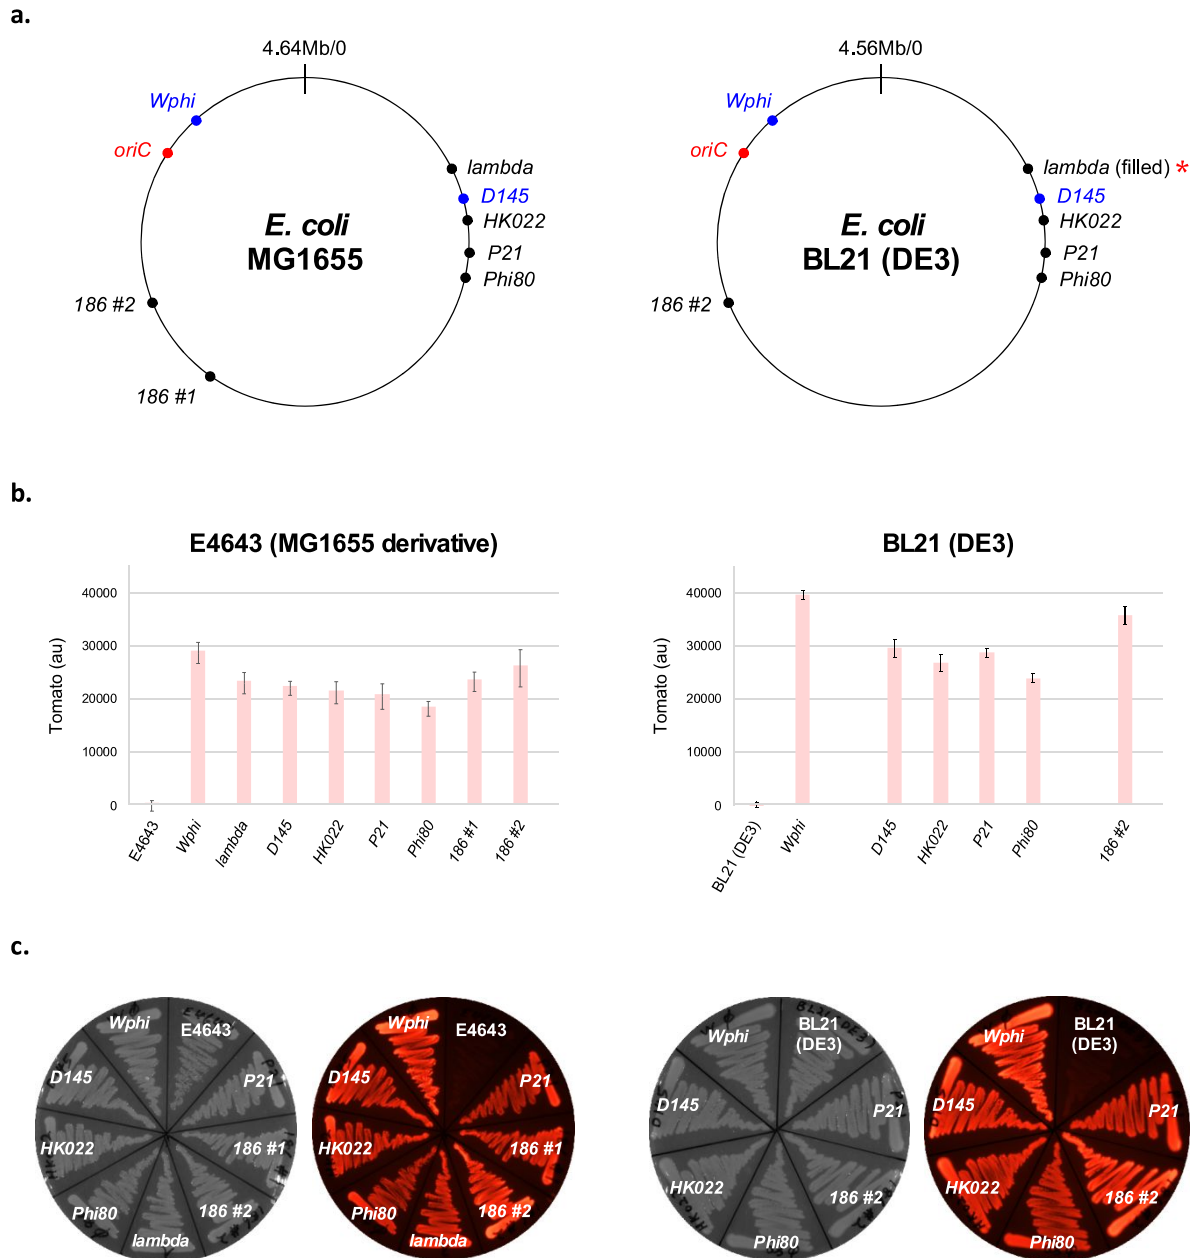 a.
4.64Mb/0
Wphi
oriC
lambda
D145
HK022
P21
Phi80
E. coli
MG1655
186 #2
186 #1
4.56Mb/0
Wphi
oriC
lambda (filled) *
D145
HK022
P21
Phi80
E. coli
BL21 (DE3)
186 #2
b.
E4643 (MG1655 derivative)
Tomato (au)
40000
30000
20000
10000
0
E4643
Wphi
lambda
D145
HK022
P21
Phi80
186 #1
186 #2
BL21 (DE3)
Tomato (au)
40000
30000
20000
10000
0
BL21 (DE3)
Wphi
D145
HK022
P21
Phi80
186 #2
c.
Wphi
E4643
D145
P21
HK022
186 #1
Phi80
186 #2
lambda
Wphi
E4643
D145
P21
HK022
186 #1
Phi80
186 #2
lambda
Wphi
BL21
(DE3)
D145
P21
HK022
186 #2
Phi80
Wphi
BL21
(DE3)
D145
P21
HK022
186 #2
Phi80